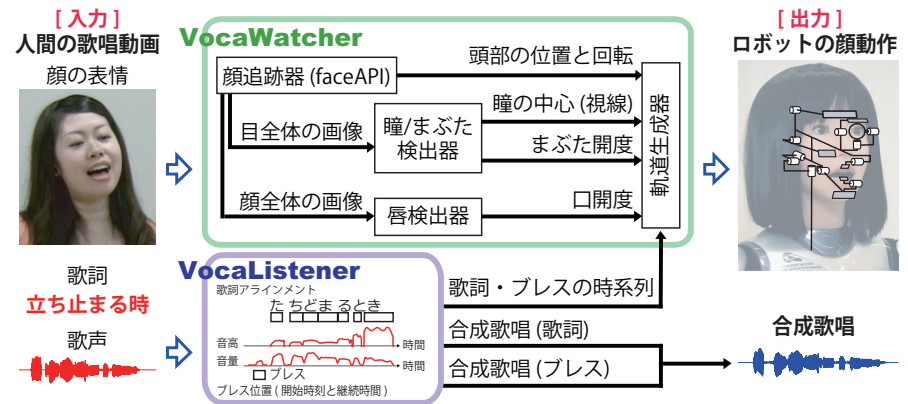 [ 入力 ]
人間の歌唱動画
顔の表情
VocaWatcher
顔追跡器 (faceAPI)
頭部の位置と回転
目全体の画像
瞳/まぶた
検出器
瞳の中心 (視線)
まぶた開度
顔全体の画像
唇検出器
口開度
軌道生成器
[ 出力 ]
ロボットの顔動作
歌詞
立ち止まる時
歌声
VocaListener
歌詞アラインメント
た ちどま る とき
音高
時間
音量
時間
ブレス
ブレス位置 ( 開始時刻と継続時間 )
歌詞・ブレスの時系列
合成歌唱 (歌詞)
合成歌唱 (ブレス)
合成歌唱